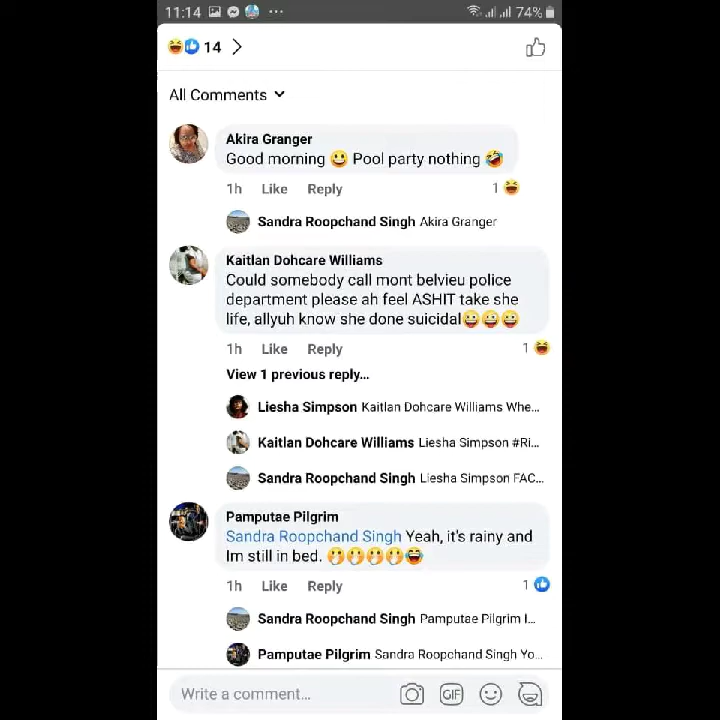 11:14 74%
14
All Comments
Akira Granger
Good morning 😀 Pool party nothing 🤣
1h Like Reply 1
Sandra Roopchand Singh Akira Granger
Kaitlan Dohcare Williams
Could somebody call mont belvieu police
department please ah feel ASHIT take she
life, allyuh know she done suicidal😀😀😀
1h Like Reply 1
View 1 previous reply...
Liesha Simpson Kaitlan Dohcare Williams Whe...
Kaitlan Dohcare Williams Liesha Simpson #Ri...
Sandra Roopchand Singh Liesha Simpson FAC...
Pamputae Pilgrim
Sandra Roopchand Singh Yeah, it's rainy and
Im still in bed. 🤭🤭🤭🤭😂
1h Like Reply 1
Sandra Roopchand Singh Pamputae Pilgrim I...
Pamputae Pilgrim Sandra Roopchand Singh Yo...
Write a comment... GIF